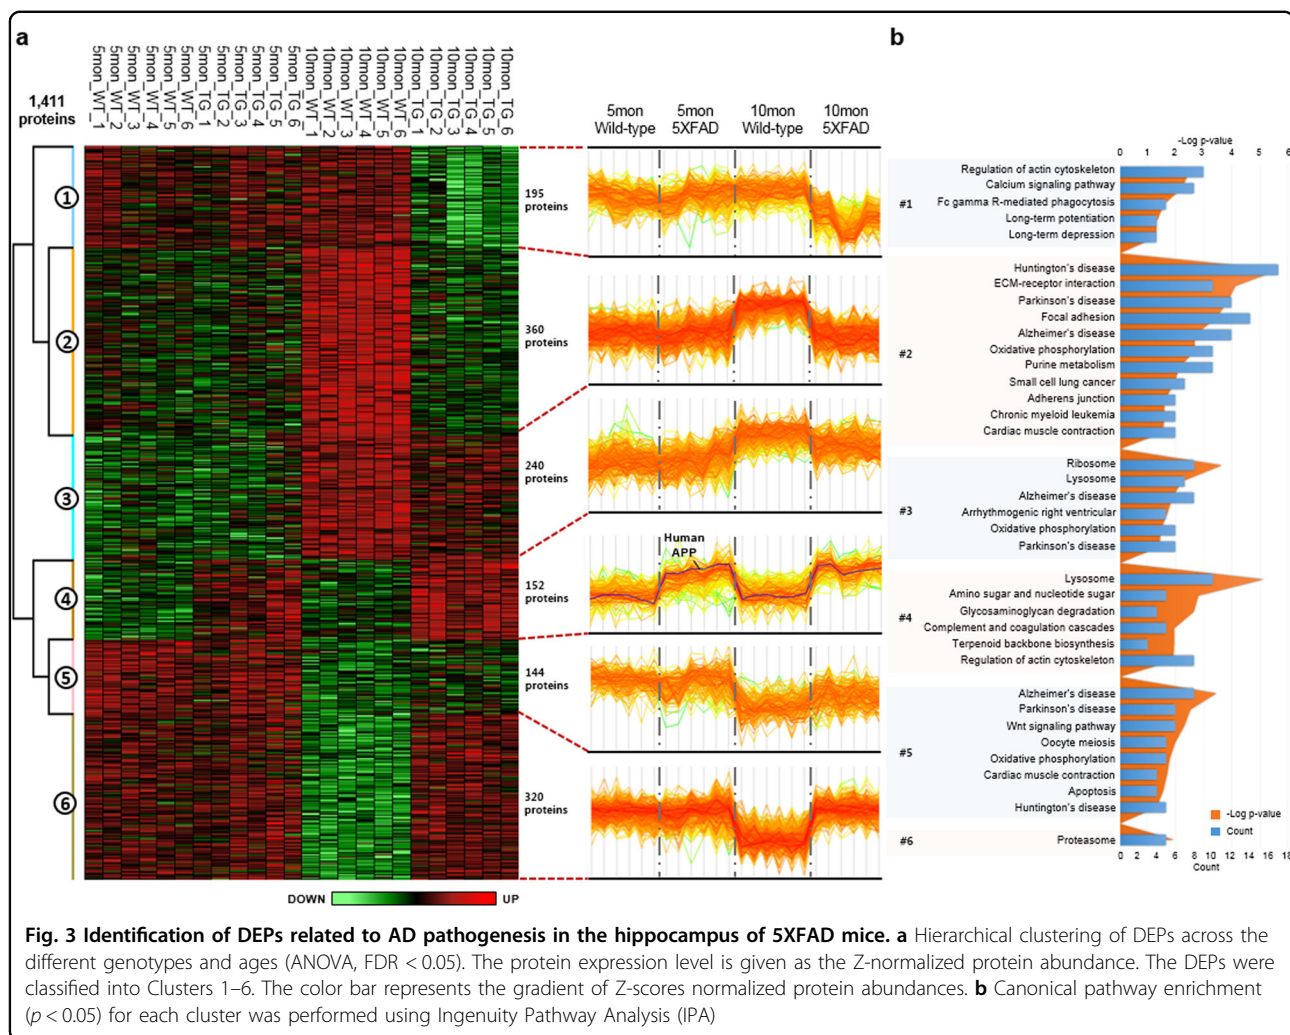 a
b
1,411
proteins
5mon_WT_1
5mon_WT_2
5mon_WT_3
5mon_WT_4
5mon_WT_5
5mon_WT_6
5mon_TG_1
5mon_TG_2
5mon_TG_3
5mon_TG_4
5mon_TG_5
5mon_TG_6
10mon_WT_1
10mon_WT_2
10mon_WT_3
10mon_WT_4
10mon_WT_5
10mon_WT_6
10mon_TG_1
10mon_TG_2
10mon_TG_3
10mon_TG_4
10mon_TG_5
10mon_TG_6
1
2
3
4
5
6
DOWN
UP
5mon
Wild-type
5mon
5XFAD
10mon
Wild-type
10mon
5XFAD
195
proteins
360
proteins
240
proteins
152
proteins
144
proteins
320
proteins
Human
APP
-Log p-value
0 1 2 3 4 5 6
#1
Regulation of actin cytoskeleton
Calcium signaling pathway
Fc gamma R-mediated phagocytosis
Long-term potentiation
Long-term depression
#2
Huntington's disease
ECM-receptor interaction
Parkinson's disease
Focal adhesion
Alzheimer's disease
Oxidative phosphorylation
Purine metabolism
Small cell lung cancer
Adherens junction
Chronic myeloid leukemia
Cardiac muscle contraction
#3
Ribosome
Lysosome
Alzheimer's disease
Arrhythmogenic right ventricular
Oxidative phosphorylation
Parkinson's disease
#4
Lysosome
Amino sugar and nucleotide sugar
Glycosaminoglycan degradation
Complement and coagulation cascades
Terpenoid backbone biosynthesis
Regulation of actin cytoskeleton
#5
Alzheimer's disease
Parkinson's disease
Wnt signaling pathway
Oocyte meiosis
Oxidative phosphorylation
Cardiac muscle contraction
Apoptosis
Huntington's disease
#6
Proteasome
-Log p-value
Count
0 2 4 6 8 10 12 14 16 18
Count
Fig. 3 Identification of DEPs related to AD pathogenesis in the hippocampus of 5XFAD mice. a Hierarchical clustering of DEPs across the
different genotypes and ages (ANOVA, FDR < 0.05). The protein expression level is given as the Z-normalized protein abundance. The DEPs were
classified into Clusters 1–6. The color bar represents the gradient of Z-scores normalized protein abundances. b Canonical pathway enrichment
(p < 0.05) for each cluster was performed using Ingenuity Pathway Analysis (IPA)